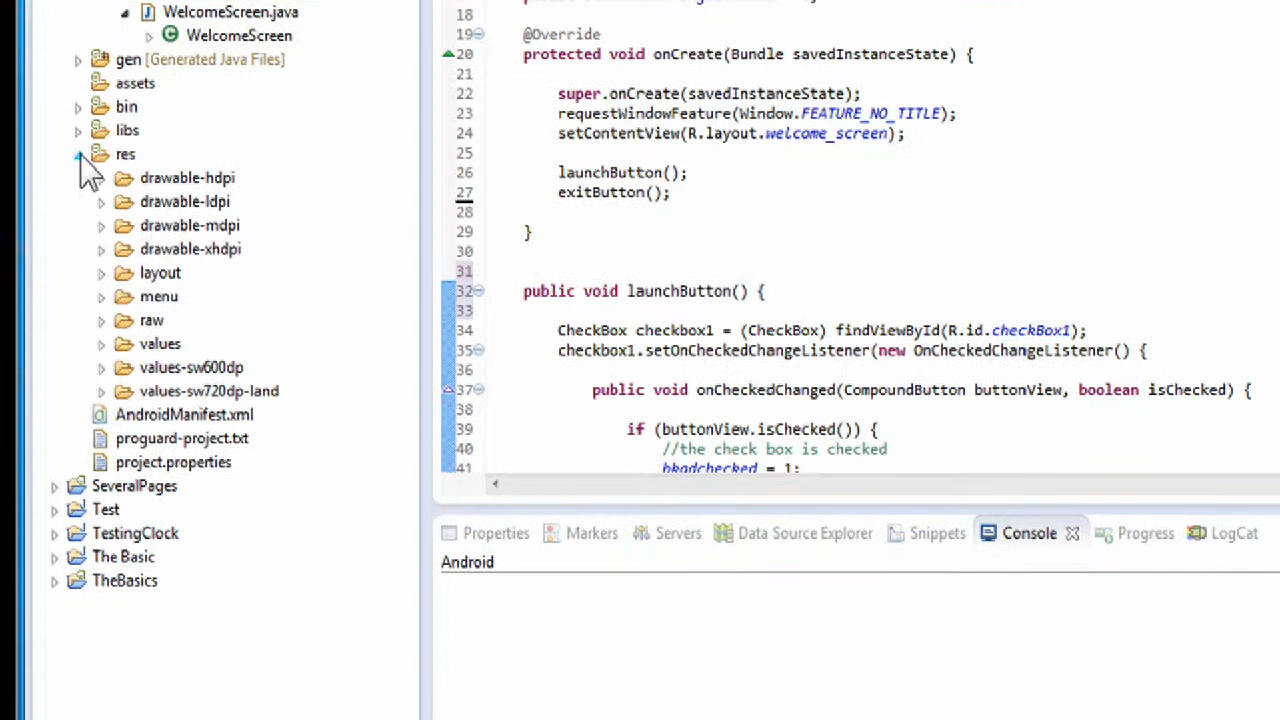 WelcomeScreen.java
WelcomeScreen
gen [Generated Java Files]
assets
bin
libs
res
drawable-hdpi
drawable-ldpi
drawable-mdpi
drawable-xhdpi
layout
menu
raw
values
values-sw600dp
values-sw720dp-land
AndroidManifest.xml
proguard-project.txt
project.properties
SeveralPages
Test
TestingClock
The Basic
TheBasics
18
19 @Override
20 protected void onCreate(Bundle savedInstanceState) {
21
22 super.onCreate(savedInstanceState);
23 requestWindowFeature(Window.FEATURE_NO_TITLE);
24 setContentView(R.layout.welcome_screen);
25
26 launchButton();
27 exitButton();
28
29 }
30
31
32 public void launchButton() {
33
34 CheckBox checkbox1 = (CheckBox) findViewById(R.id.checkBox1);
35 checkbox1.setOnCheckedChangeListener(new OnCheckedChangeListener() {
36
37 public void onCheckedChanged(CompoundButton buttonView, boolean isChecked) {
38
39 if (buttonView.isChecked()) {
40 //the check box is checked
41 bkgdchecked = 1;
Properties Markers Servers Data Source Explorer Snippets Console Progress LogCat
Android